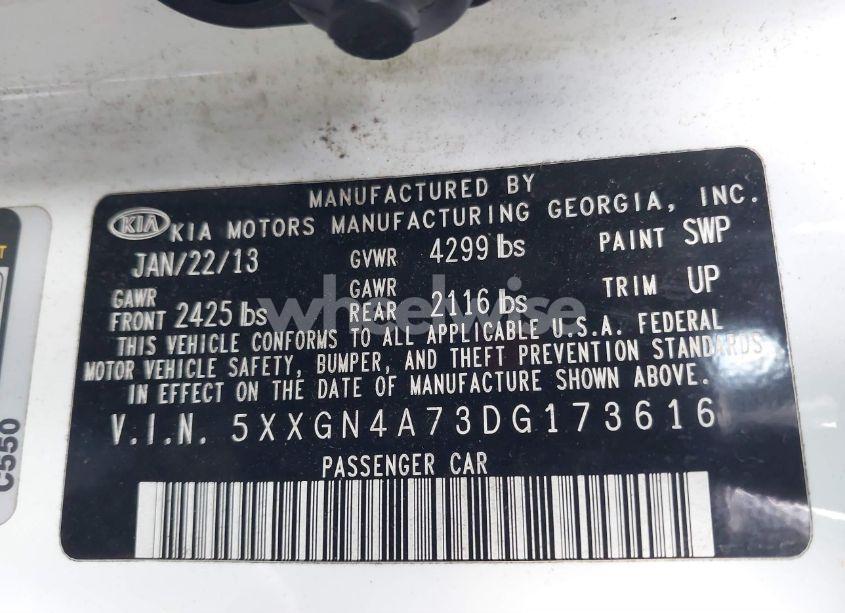 MANUFACTURED BY
KIA KIA MOTORS MANUFACTURING GEORGIA, INC.
JAN/22/13 GVWR 4299 lbs PAINT SWP
GAWR FRONT 2425 lbs GAWR REAR 2116 lbs TRIM UP
wheelwise
THIS VEHICLE CONFORMS TO ALL APPLICABLE U.S.A. FEDERAL
MOTOR VEHICLE SAFETY, BUMPER, AND THEFT PREVENTION STANDARDS
IN EFFECT ON THE DATE OF MANUFACTURE SHOWN ABOVE.
V.I.N. 5XXGN4A73DG173616
PASSENGER CAR
C550